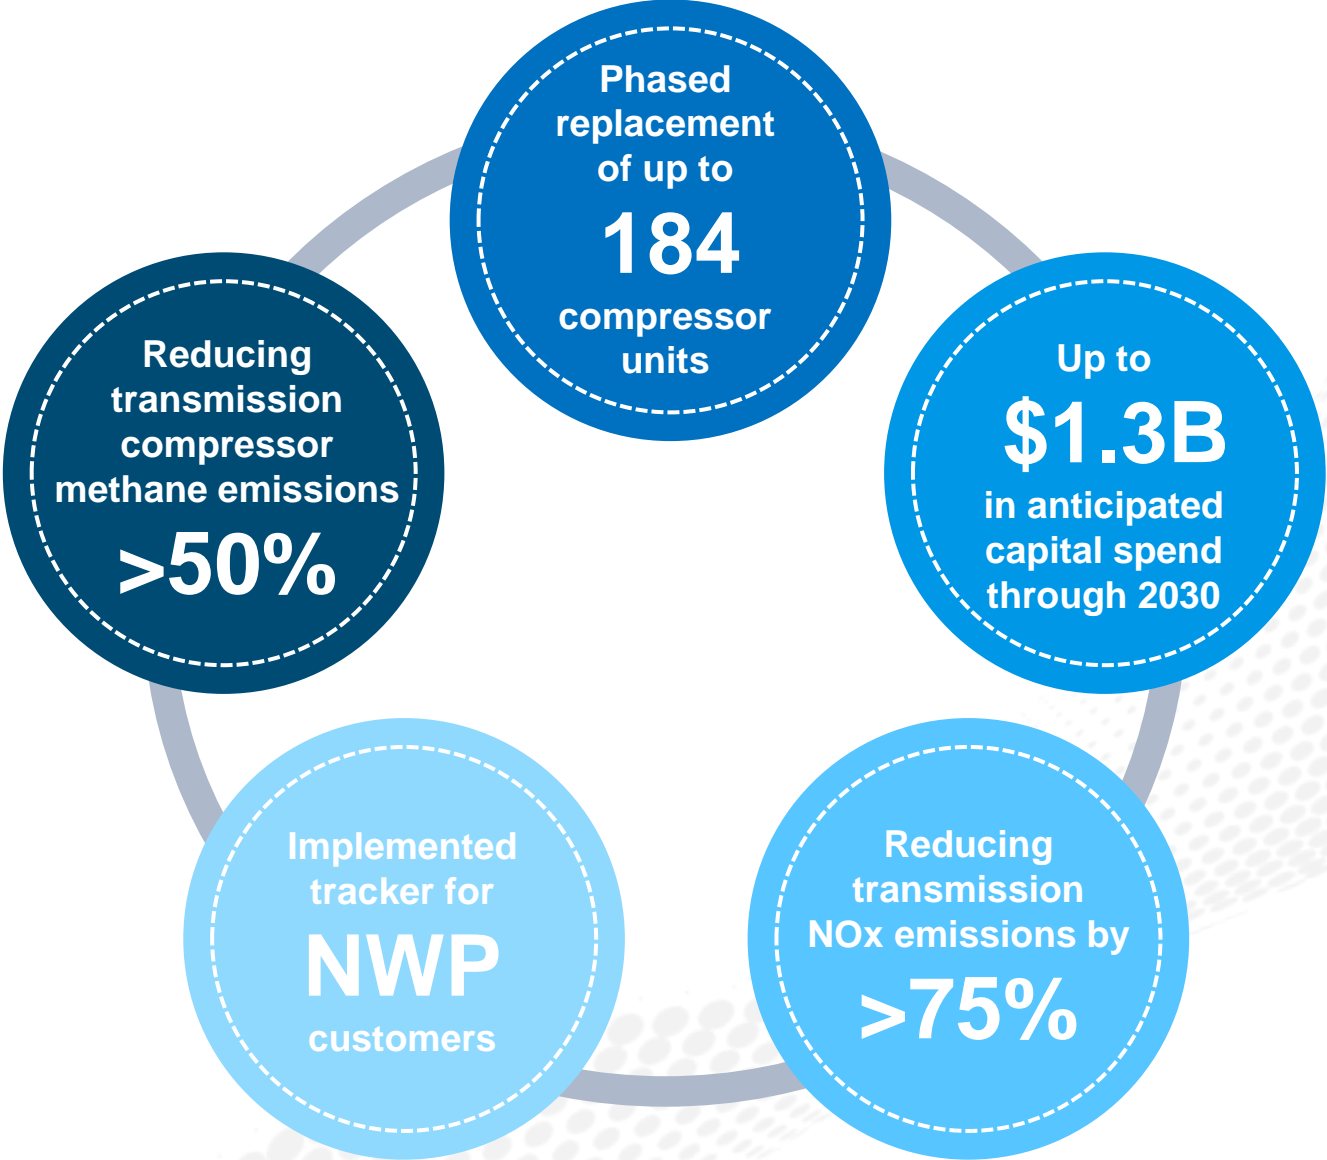 Phased
replacement
of up to
184
compressor
units
Up to
$1.3B
in anticipated
capital spend
through 2030
Reducing
transmission
NOx emissions by
>75%
Implemented
tracker for
NWP
customers
Reducing
transmission
compressor
methane emissions
>50%